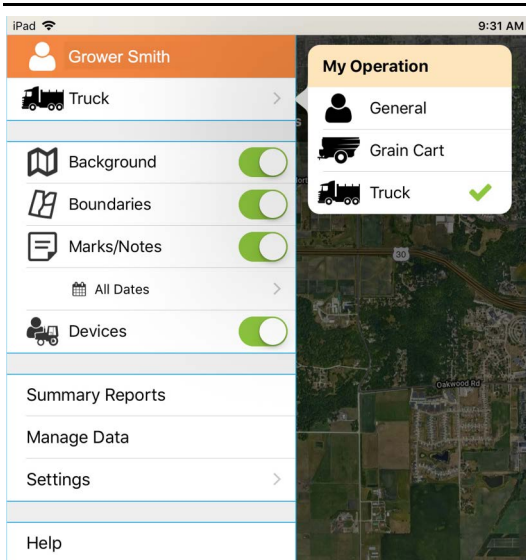 iPad
9:31 AM
Grower Smith
Truck
Background
Boundaries
Marks/Notes
All Dates
Devices
Summary Reports
Manage Data
Settings
Help
My Operation
General
Grain Cart
Truck
30
Oakwood Rd